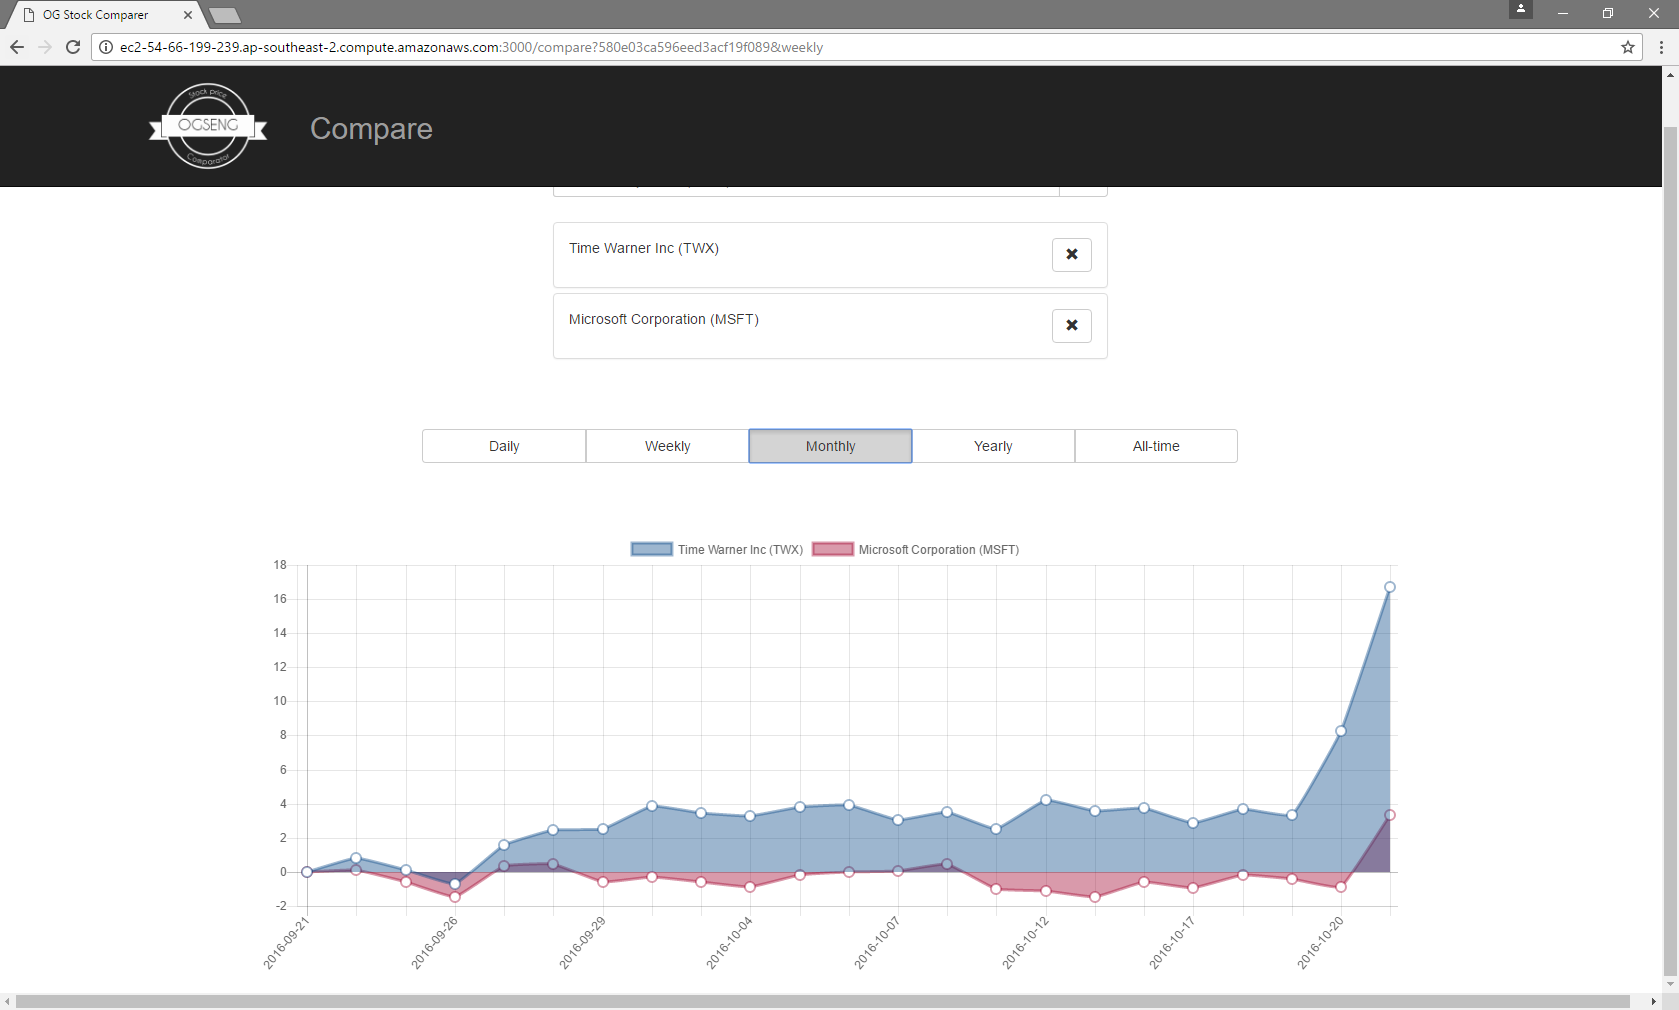 OG Stock Comparer
ec2-54-66-199-239.ap-southeast-2.compute.amazonaws.com:3000/compare?580e03ca596eed3acf19f089&weekly
Stock price
OGSENG
Comparator
Compare
Time Warner Inc (TWX)
Microsoft Corporation (MSFT)
Daily Weekly Monthly Yearly All-time
Time Warner Inc (TWX) Microsoft Corporation (MSFT)
18
16
14
12
10
8
6
4
2
0
-2
2016-09-21 2016-09-26 2016-09-29 2016-10-04 2016-10-07 2016-10-12 2016-10-17 2016-10-20